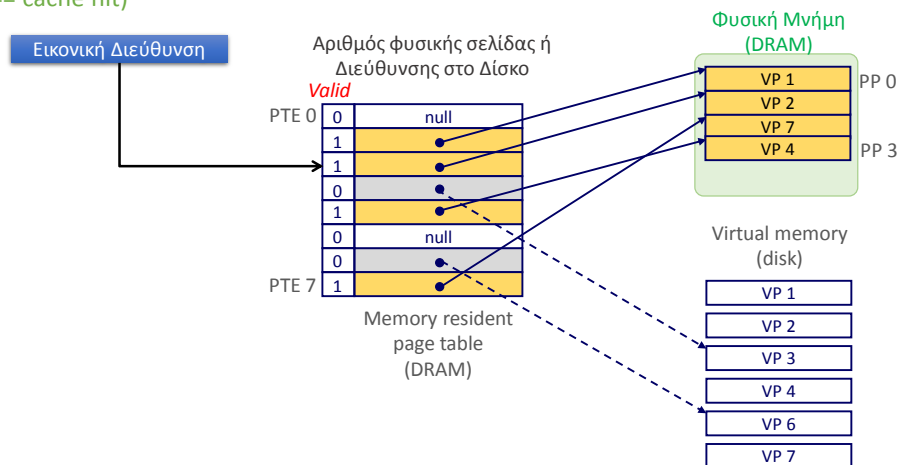 = cache hit)
Εικονική Διεύθυνση
Αριθμός φυσικής σελίδας ή
Διεύθυνσης στο Δίσκο
Valid
PTE 0
0 null
1
1
0
1
0 null
0
PTE 7 1
Memory resident
page table
(DRAM)
Φυσική Μνήμη
(DRAM)
VP 1 PP 0
VP 2
VP 7
VP 4 PP 3
Virtual memory
(disk)
VP 1
VP 2
VP 3
VP 4
VP 6
VP 7